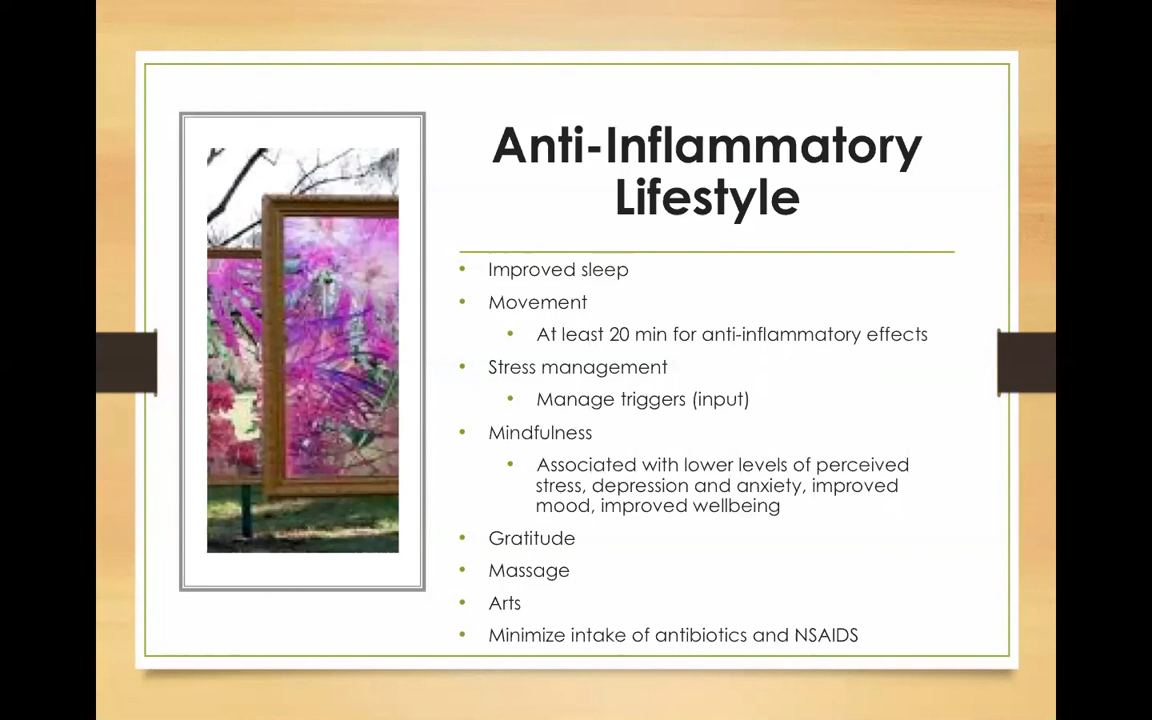 Anti-Inflammatory
Lifestyle
• Improved sleep
• Movement
• At least 20 min for anti-inflammatory effects
• Stress management
• Manage triggers (input)
• Mindfulness
• Associated with lower levels of perceived
stress, depression and anxiety, improved
mood, improved wellbeing
• Gratitude
• Massage
• Arts
• Minimize intake of antibiotics and NSAIDS